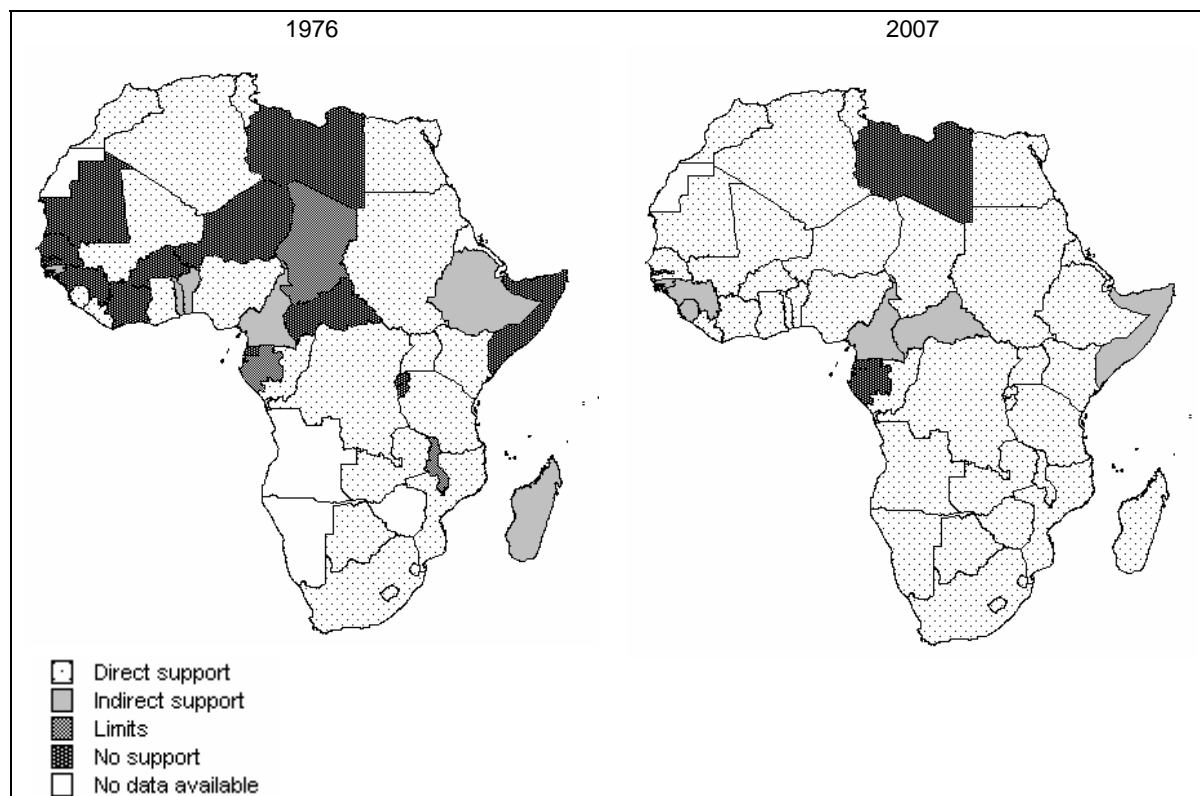 1976
2007
Direct support
Indirect support
Limits
No support
No data available